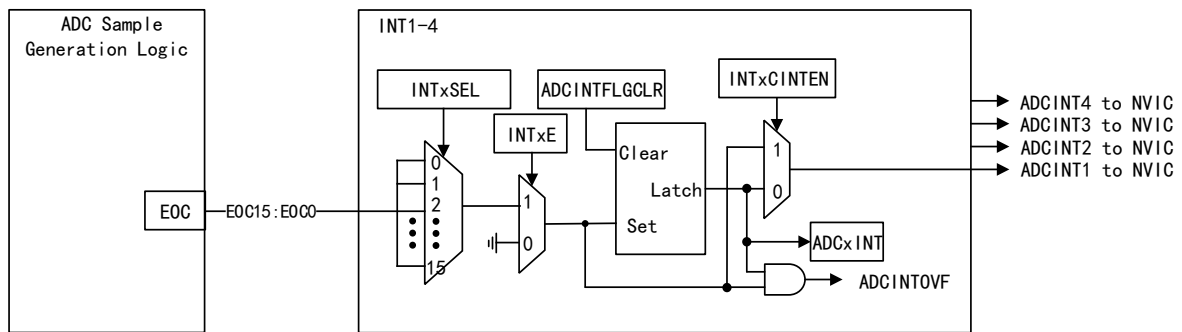 ADC Sample
Generation Logic
EOC
EOC15:EOC0
INT1-4
INTxSEL
ADCINTFLGCLR
INTxCINTEN
INTxE
0
1
2
15
1
0
Clear
Latch
Set
1
0
ADCxINT
ADCINTOVF
ADCINT4 to NVIC
ADCINT3 to NVIC
ADCINT2 to NVIC
ADCINT1 to NVIC